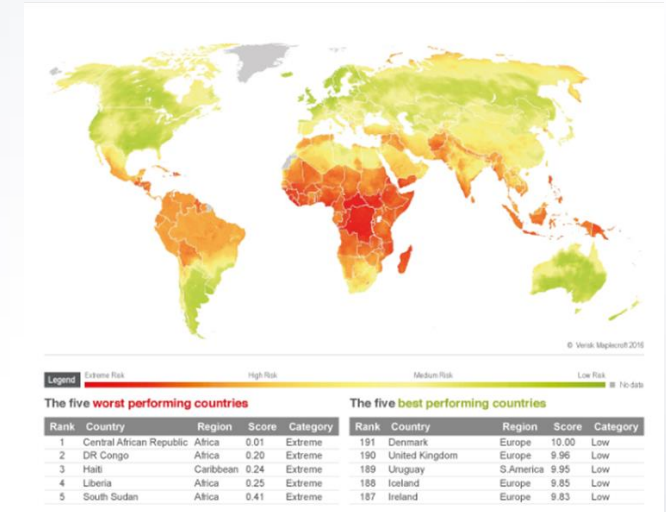 © Verisk Maplecroft 2016
Legend
Extreme Risk High Risk Medium Risk Low Risk
No data
The five worst performing countries
Rank Country Region Score Category
1 Central African Republic Africa 0.01 Extreme
2 DR Congo Africa 0.20 Extreme
3 Haiti Caribbean 0.24 Extreme
4 Liberia Africa 0.25 Extreme
5 South Sudan Africa 0.41 Extreme
The five best performing countries
Rank Country Region Score Category
191 Denmark Europe 10.00 Low
190 United Kingdom Europe 9.96 Low
189 Uruguay S.America 9.95 Low
188 Iceland Europe 9.85 Low
187 Ireland Europe 9.83 Low